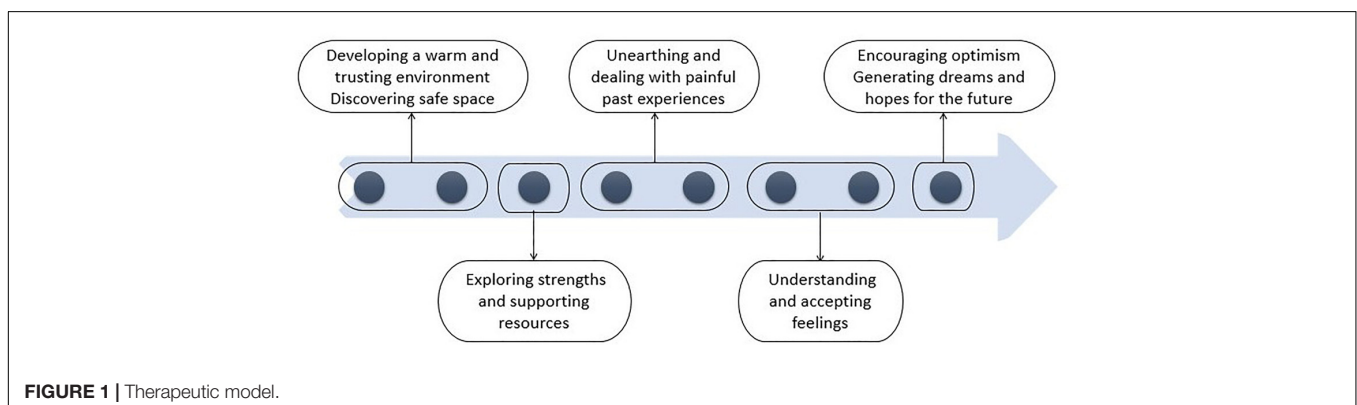 Developing a warm and
trusting environment
Discovering safe space
Unearthing and
dealing with painful
past experiences
Encouraging optimism
Generating dreams and
hopes for the future
Exploring strengths
and supporting
resources
Understanding
and accepting
feelings
FIGURE 1 | Therapeutic model.